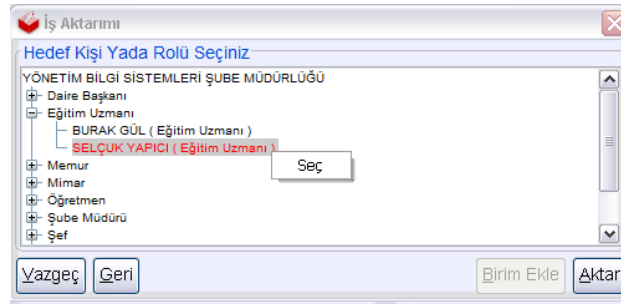 İş Aktarımı
Hedef Kişi Yada Rolü Seçiniz
YÖNETİM BİLGİ SİSTEMLERİ ŞUBE MÜDÜRLÜĞÜ
Daire Başkanı
Eğitim Uzmanı
BURAK GÜL ( Eğitim Uzmanı )
SELÇUK YAPICI ( Eğitim Uzmanı )
Seç
Memur
Mimar
Öğretmen
Şube Müdürü
Şef
Vazgeç Geri Birim Ekle Aktar